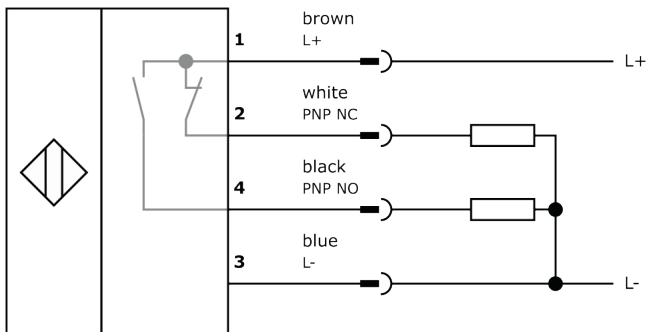 brown
1 L+ L+
white
2 PNP NC
black
4 PNP NO
blue
3 L- L-